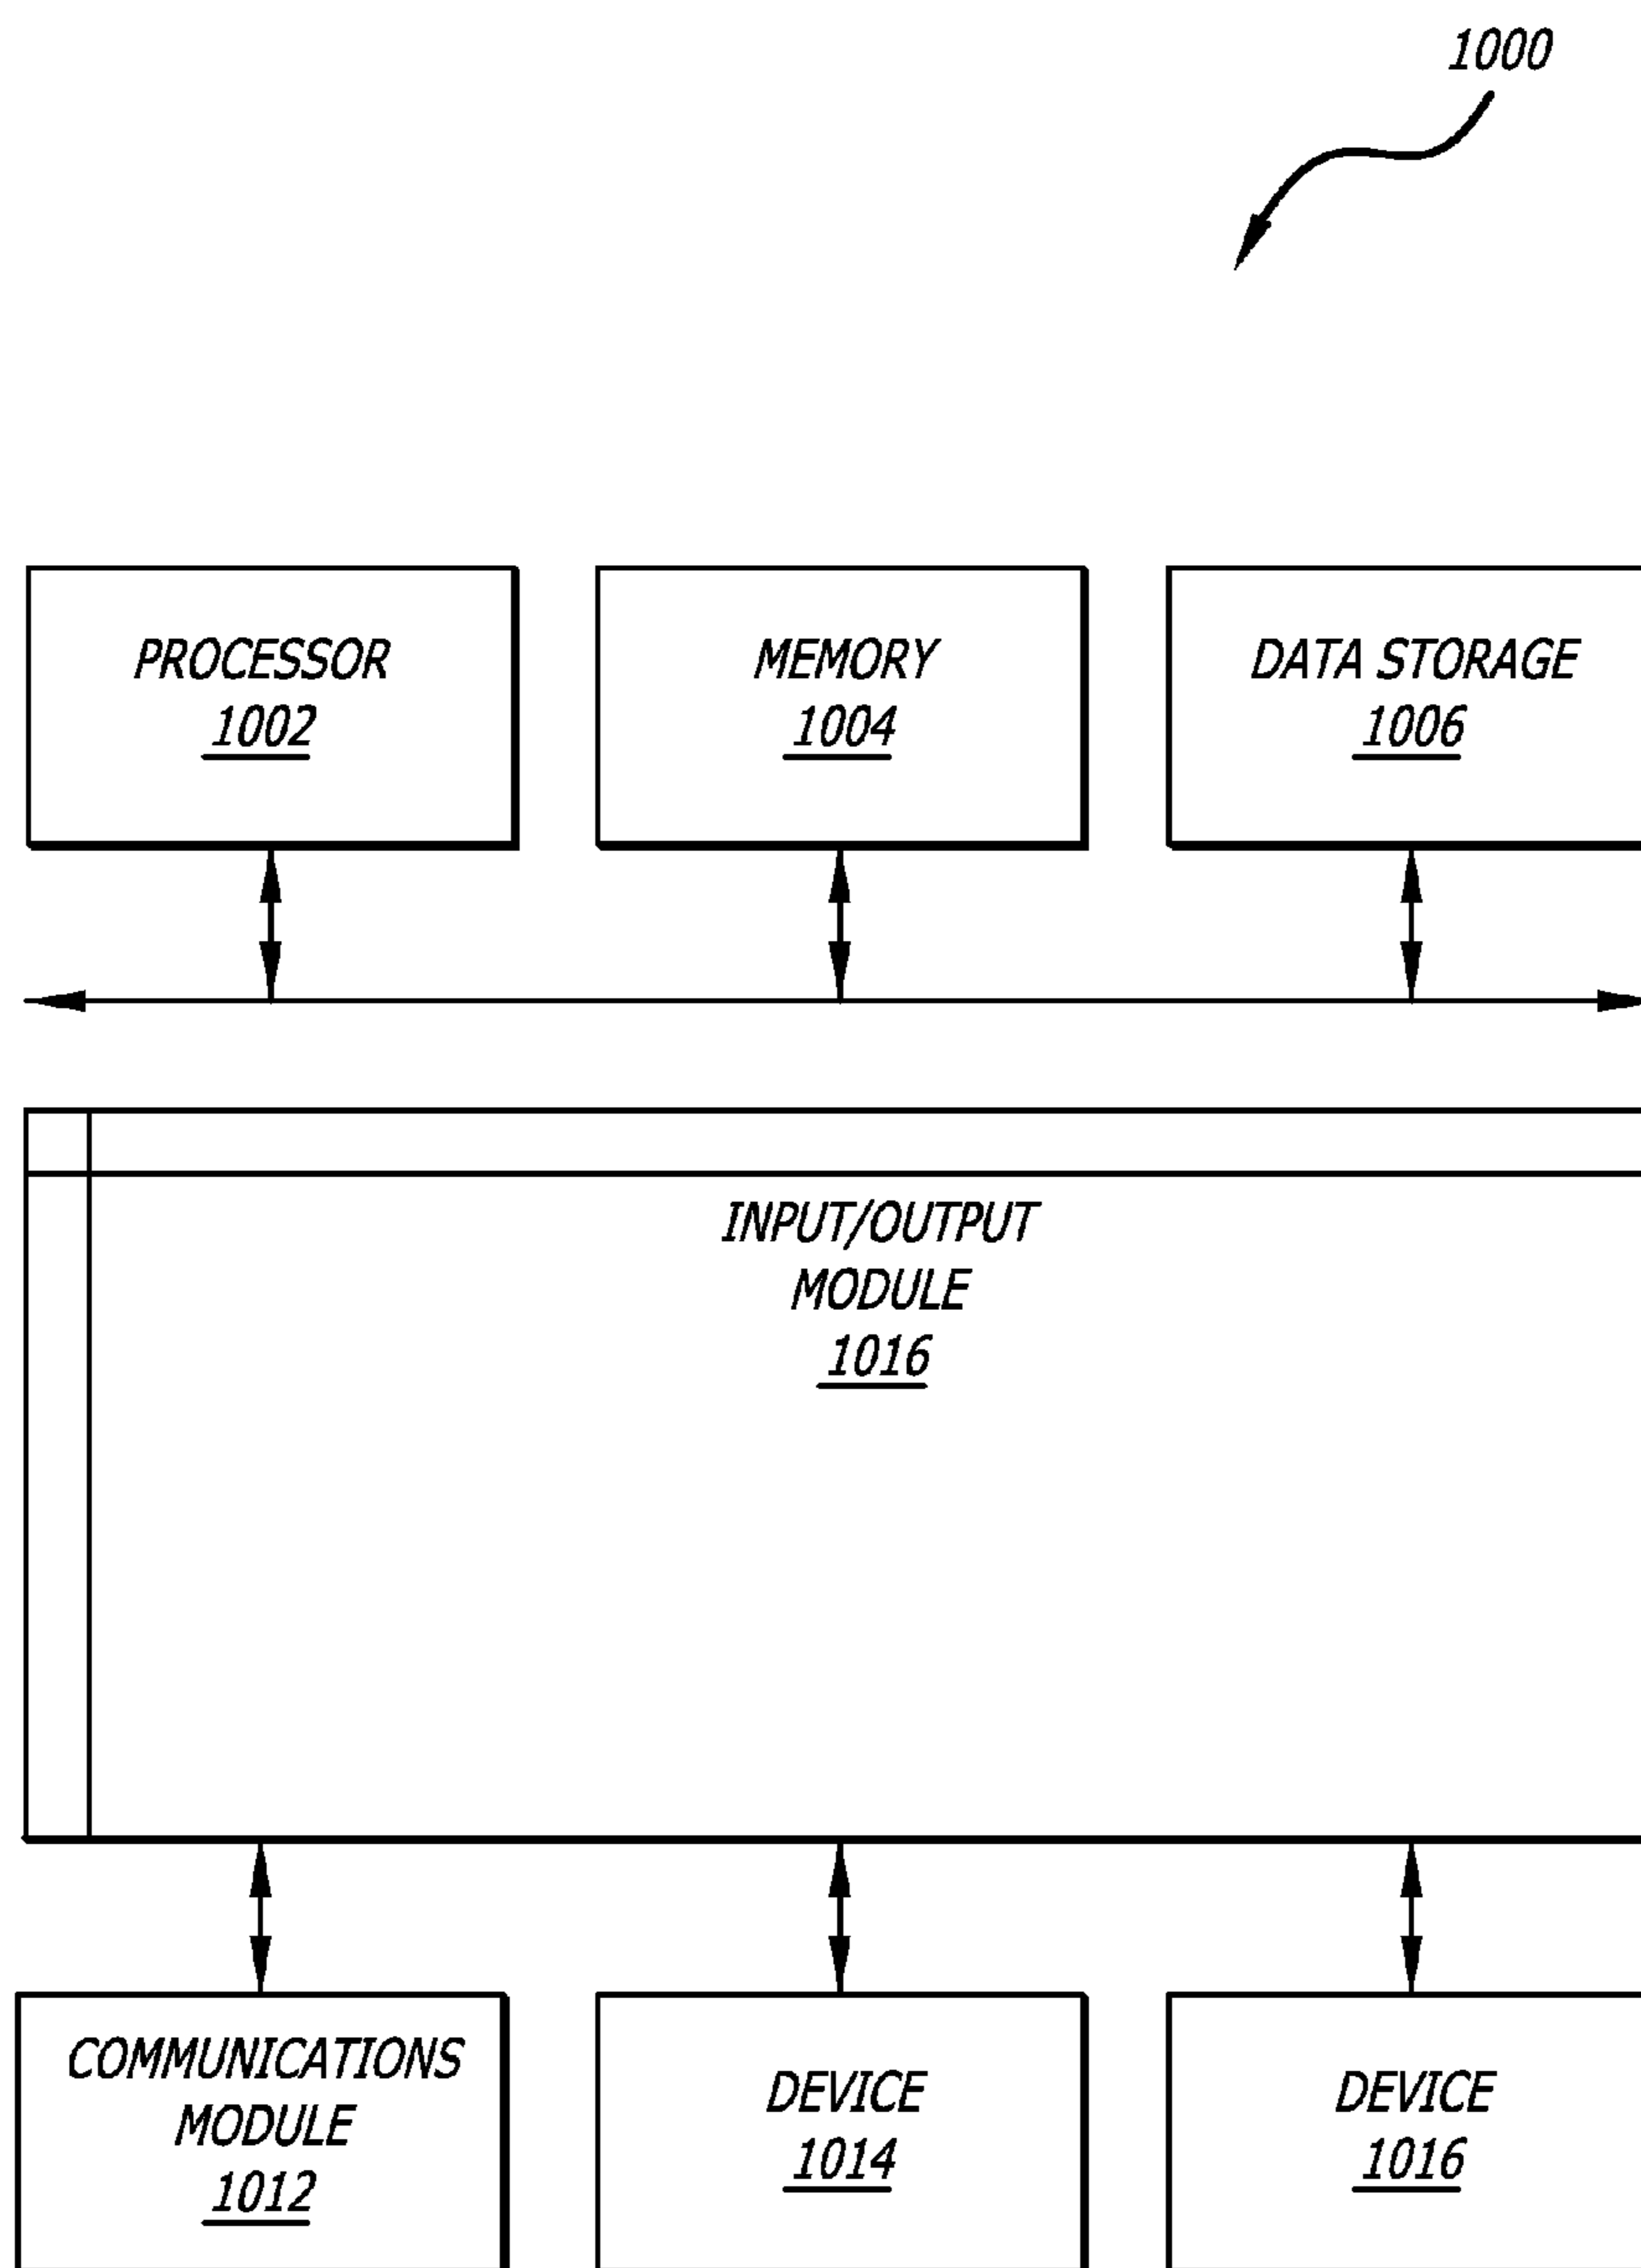 1000
PROCESSOR
1002
MEMORY
1004
DATA STORAGE
1006
INPUT/OUTPUT
MODULE
1016
COMMUNICATIONS
MODULE
1012
DEVICE
1014
DEVICE
1016